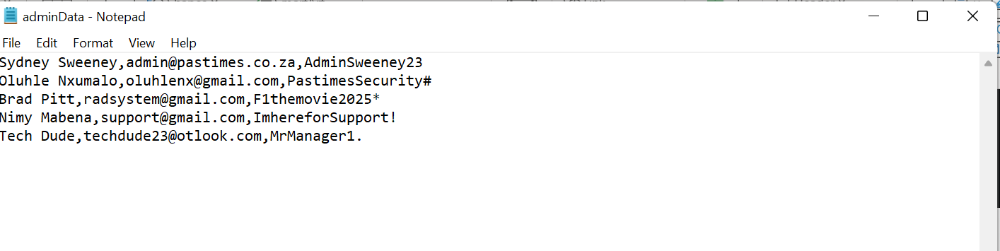 adminData - Notepad
File Edit Format View Help
Sydney Sweeney,admin@pastimes.co.za,AdminSweeney23
Oluhle Nxumalo,oluhlenx@gmail.com,PastimesSecurity#
Brad Pitt,radsystem@gmail.com,F1themovie2025*
Nimy Mabena,support@gmail.com,ImhereforSupport!
Tech Dude,techdude23@otlook.com,MrManager1.